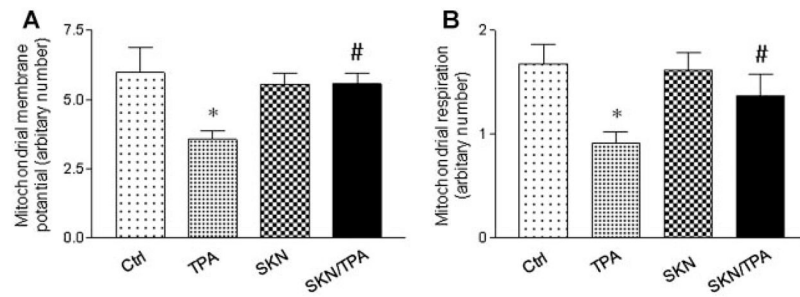 A
Mitochondrial membrane
potential (arbitary number)
7.5
5.0
2.5
0.0
*
#
Ctrl
TPA
SKN
SKN/TPA
B
Mitochondrial respiration
(arbitary number)
2
1
0
*
#
Ctrl
TPA
SKN
SKN/TPA